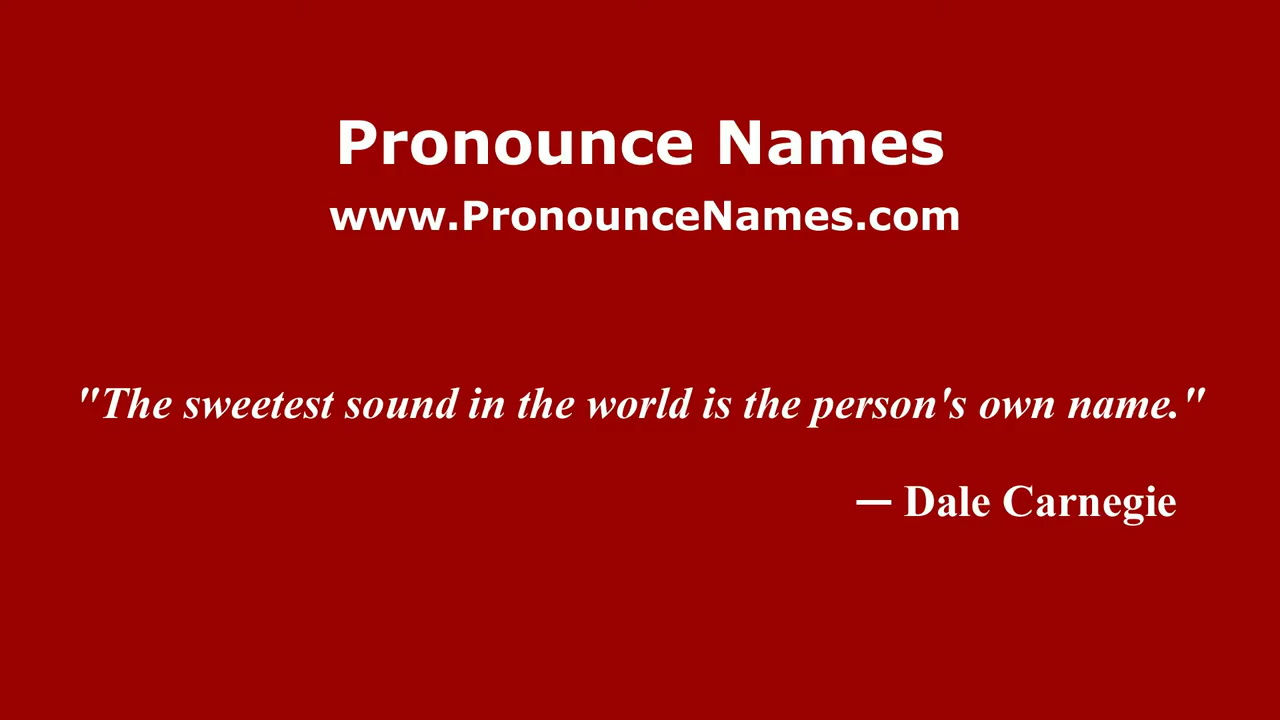 Pronounce Names
www.PronounceNames.com
"The sweetest sound in the world is the person's own name."
— Dale Carnegie